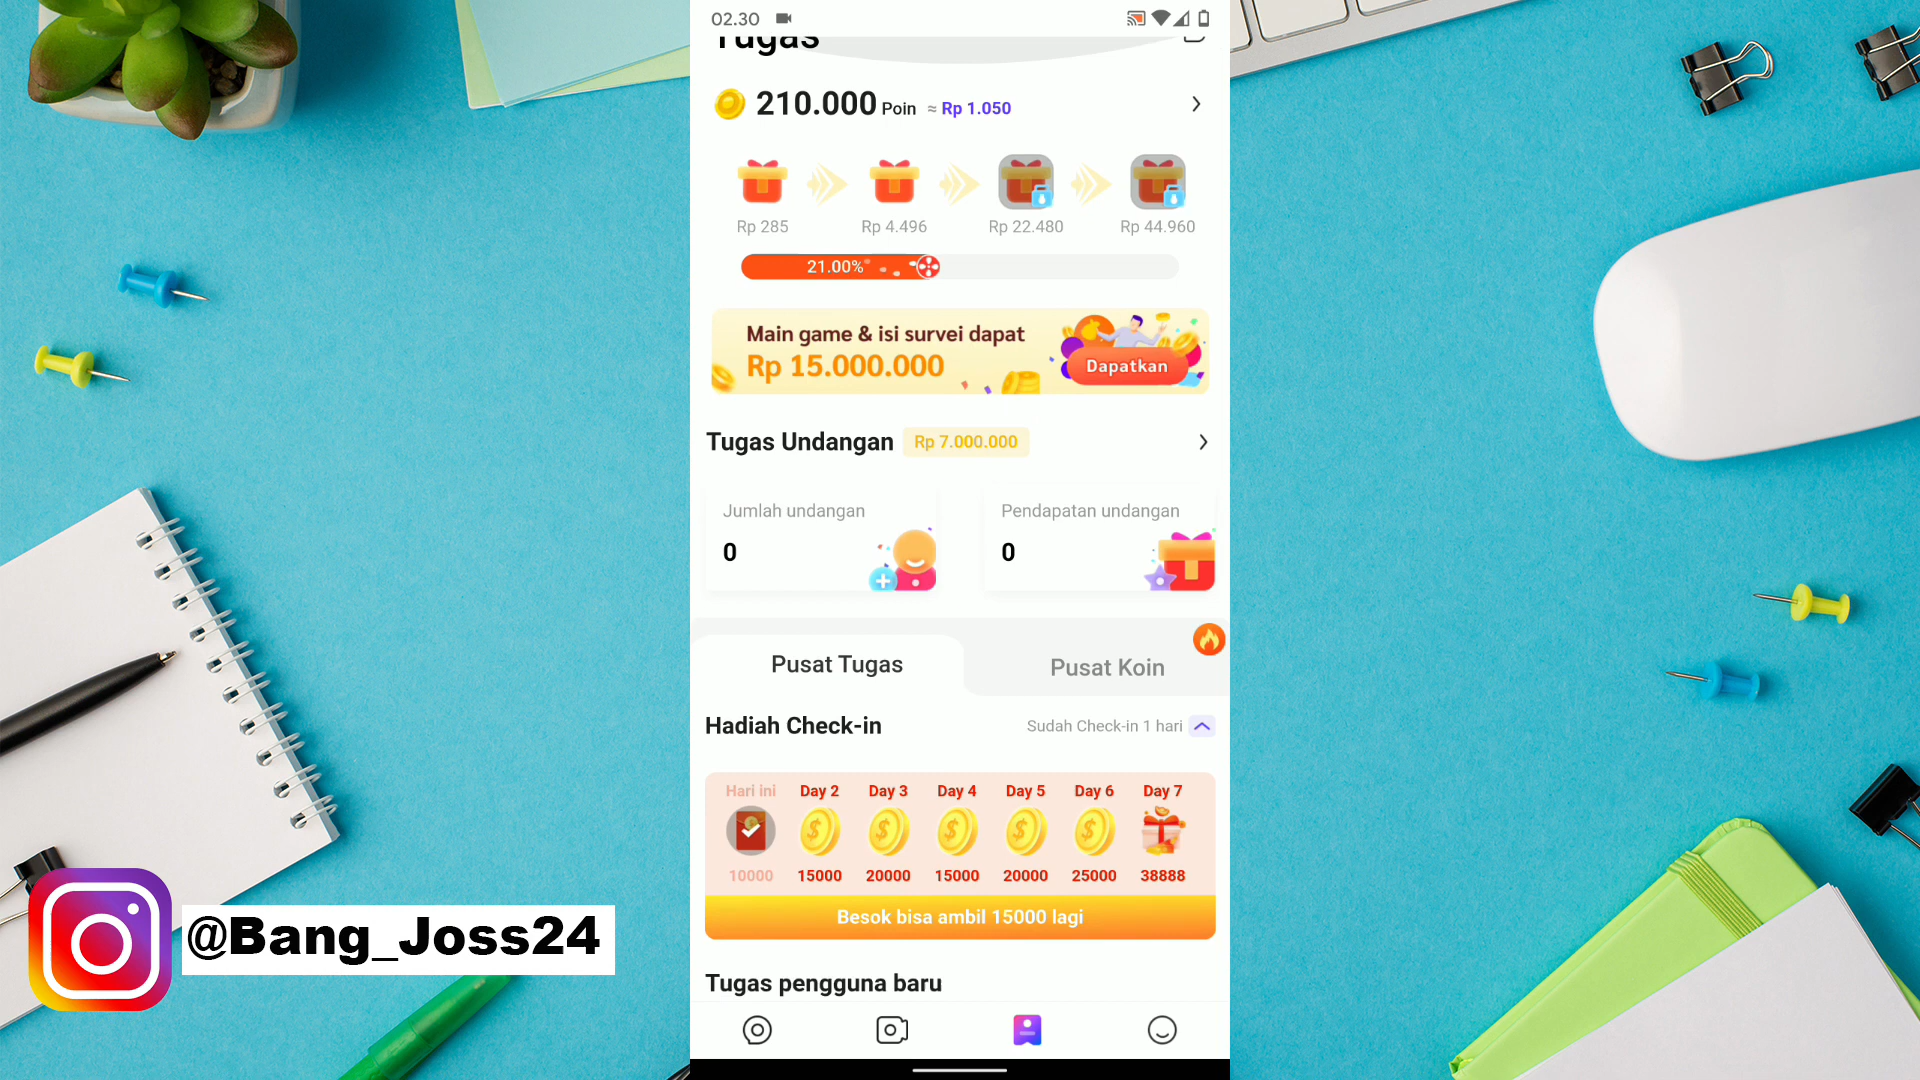 02.30
Tugas
210.000 Poin ≈ Rp 1.050
Rp 285
Rp 4.496
Rp 22.480
Rp 44.960
21.00%
Main game & isi survei dapat
Rp 15.000.000
Dapatkan
Tugas Undangan Rp 7.000.000
Jumlah undangan
0
Pendapatan undangan
0
Pusat Tugas
Pusat Koin
Hadiah Check-in
Sudah Check-in 1 hari
Hari ini Day 2 Day 3 Day 4 Day 5 Day 6 Day 7
10000 15000 20000 15000 20000 25000 38888
Besok bisa ambil 15000 lagi
Tugas pengguna baru
@Bang_Joss24